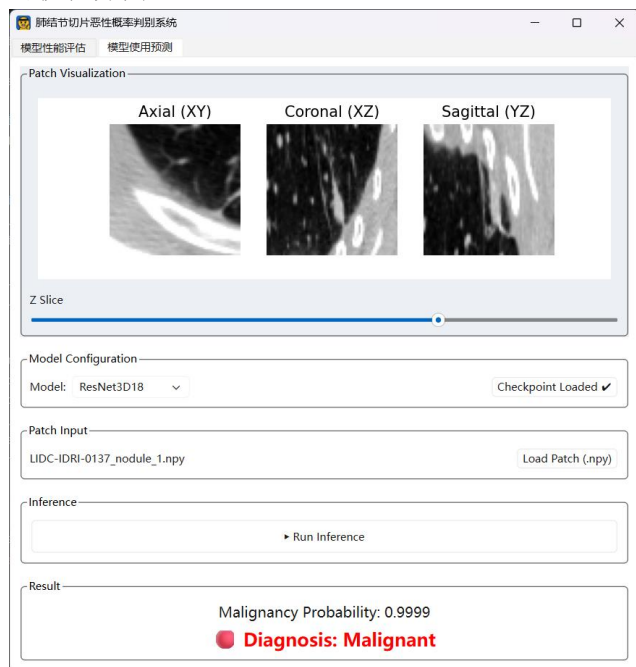 肺结节切片恶性概率判别系统
模型性能评估 模型使用预测
Patch Visualization
Axial (XY) Coronal (XZ) Sagittal (YZ)
Z Slice
Model Configuration
Model: ResNet3D18 Checkpoint Loaded ✔
Patch Input
LIDC-IDRI-0137_nodule_1.npy Load Patch (.npy)
Inference
▸ Run Inference
Result
Malignancy Probability: 0.9999
Diagnosis: Malignant